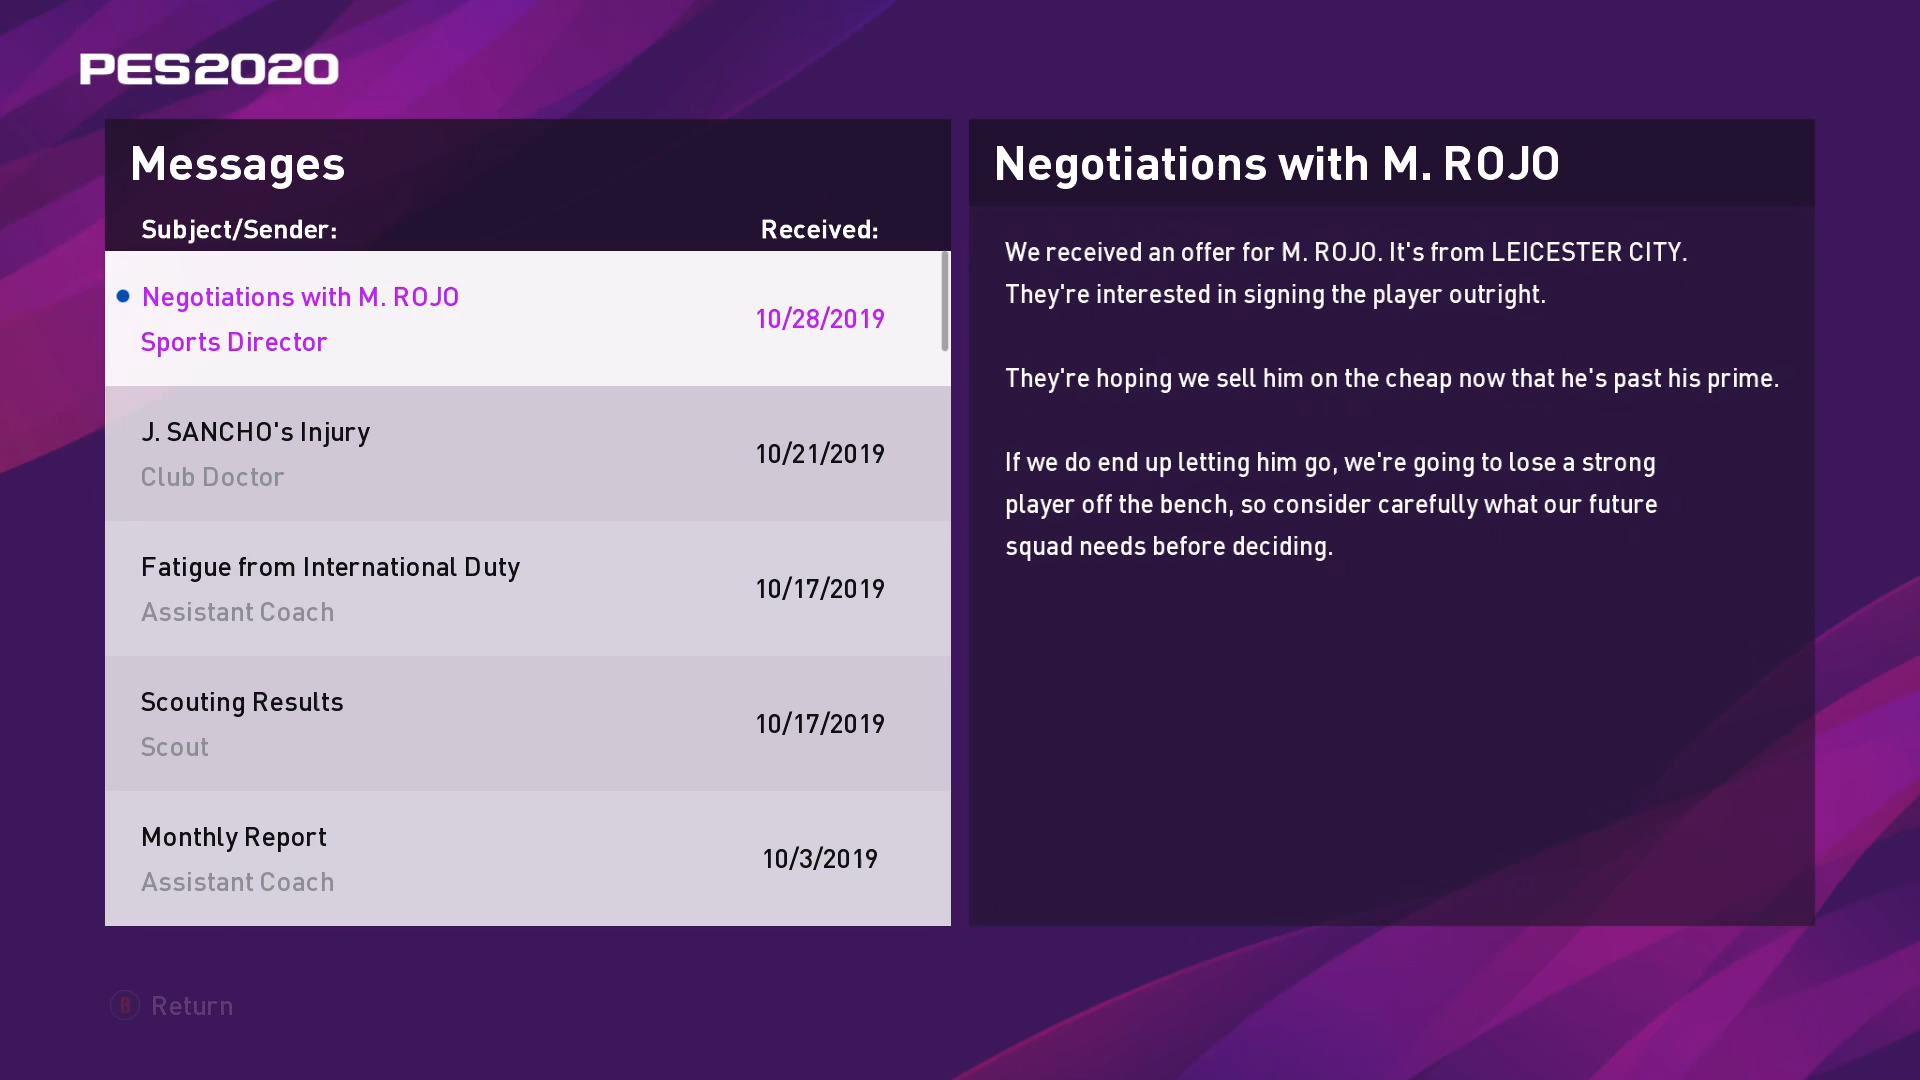 PES2020
Messages
Subject/Sender:
Received:
Negotiations with M. ROJO
Sports Director
10/28/2019
J. SANCHO's Injury
Club Doctor
10/21/2019
Fatigue from International Duty
Assistant Coach
10/17/2019
Scouting Results
Scout
10/17/2019
Monthly Report
Assistant Coach
10/3/2019
Negotiations with M. ROJO
We received an offer for M. ROJO. It's from LEICESTER CITY.
They're interested in signing the player outright.
They're hoping we sell him on the cheap now that he's past his prime.
If we do end up letting him go, we're going to lose a strong
player off the bench, so consider carefully what our future
squad needs before deciding.
B Return